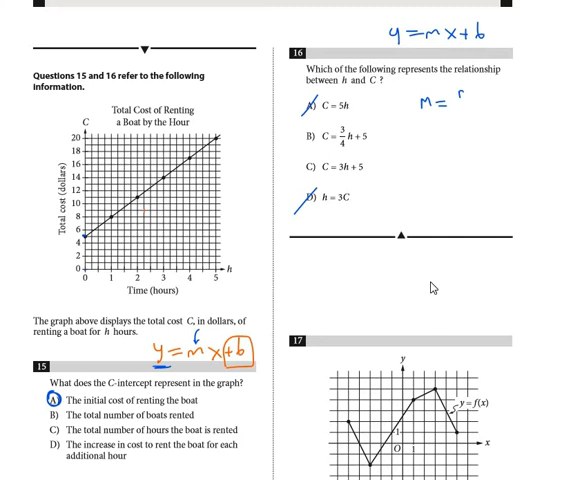 y = mx + b
Questions 15 and 16 refer to the following
information.
Total Cost of Renting
a Boat by the Hour
C
Total cost (dollars)
20
18
16
14
12
10
8
6
4
2
0
0 1 2 3 4 5
h
Time (hours)
The graph above displays the total cost C, in dollars, of
renting a boat for h hours.
y = mx + b
15
What does the C-intercept represent in the graph?
A) The initial cost of renting the boat
B) The total number of boats rented
C) The total number of hours the boat is rented
D) The increase in cost to rent the boat for each
additional hour
16
Which of the following represents the relationship
between h and C ?
A) C = 5h
m = r
B) C = 3/4 h + 5
C) C = 3h + 5
D) h = 3C
17
y
y = f(x)
1
x
O 1